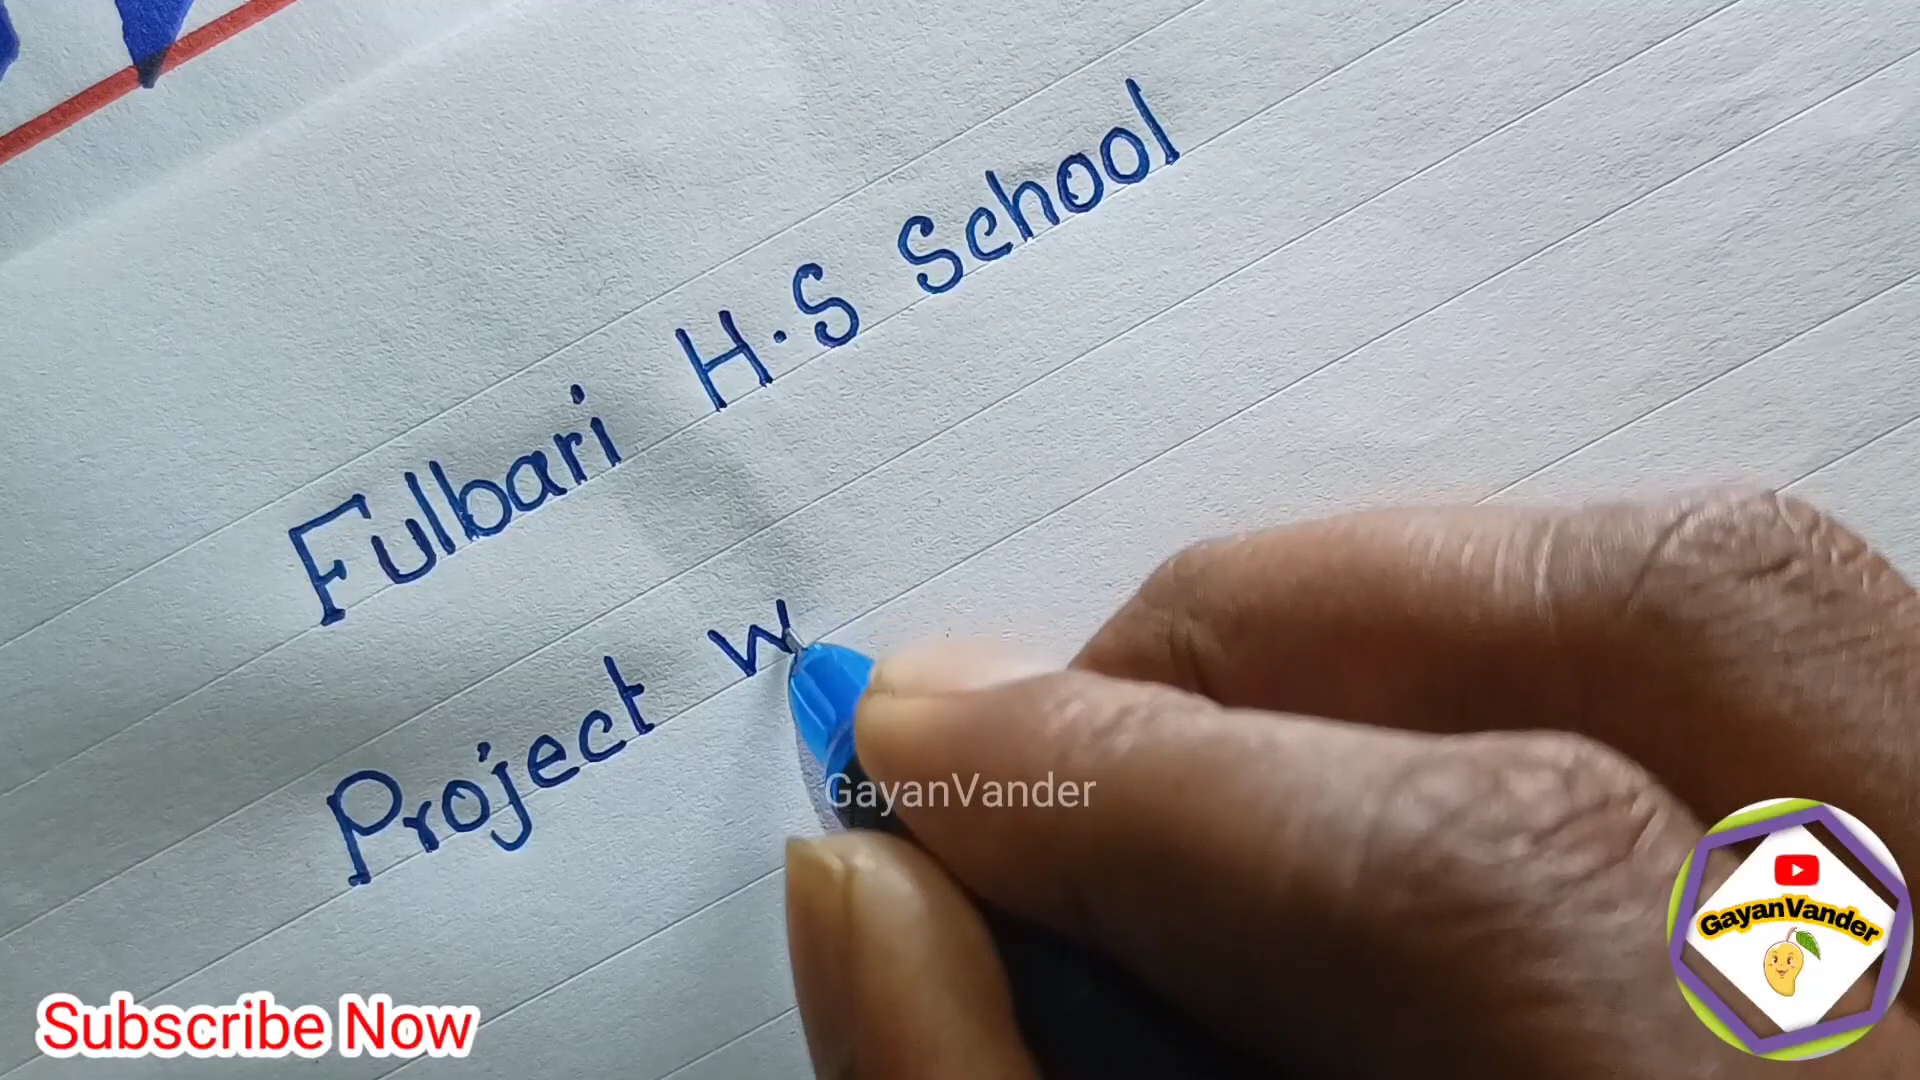 Fulbari H.S School
Project W
GayanVander
GayanVander
Subscribe Now